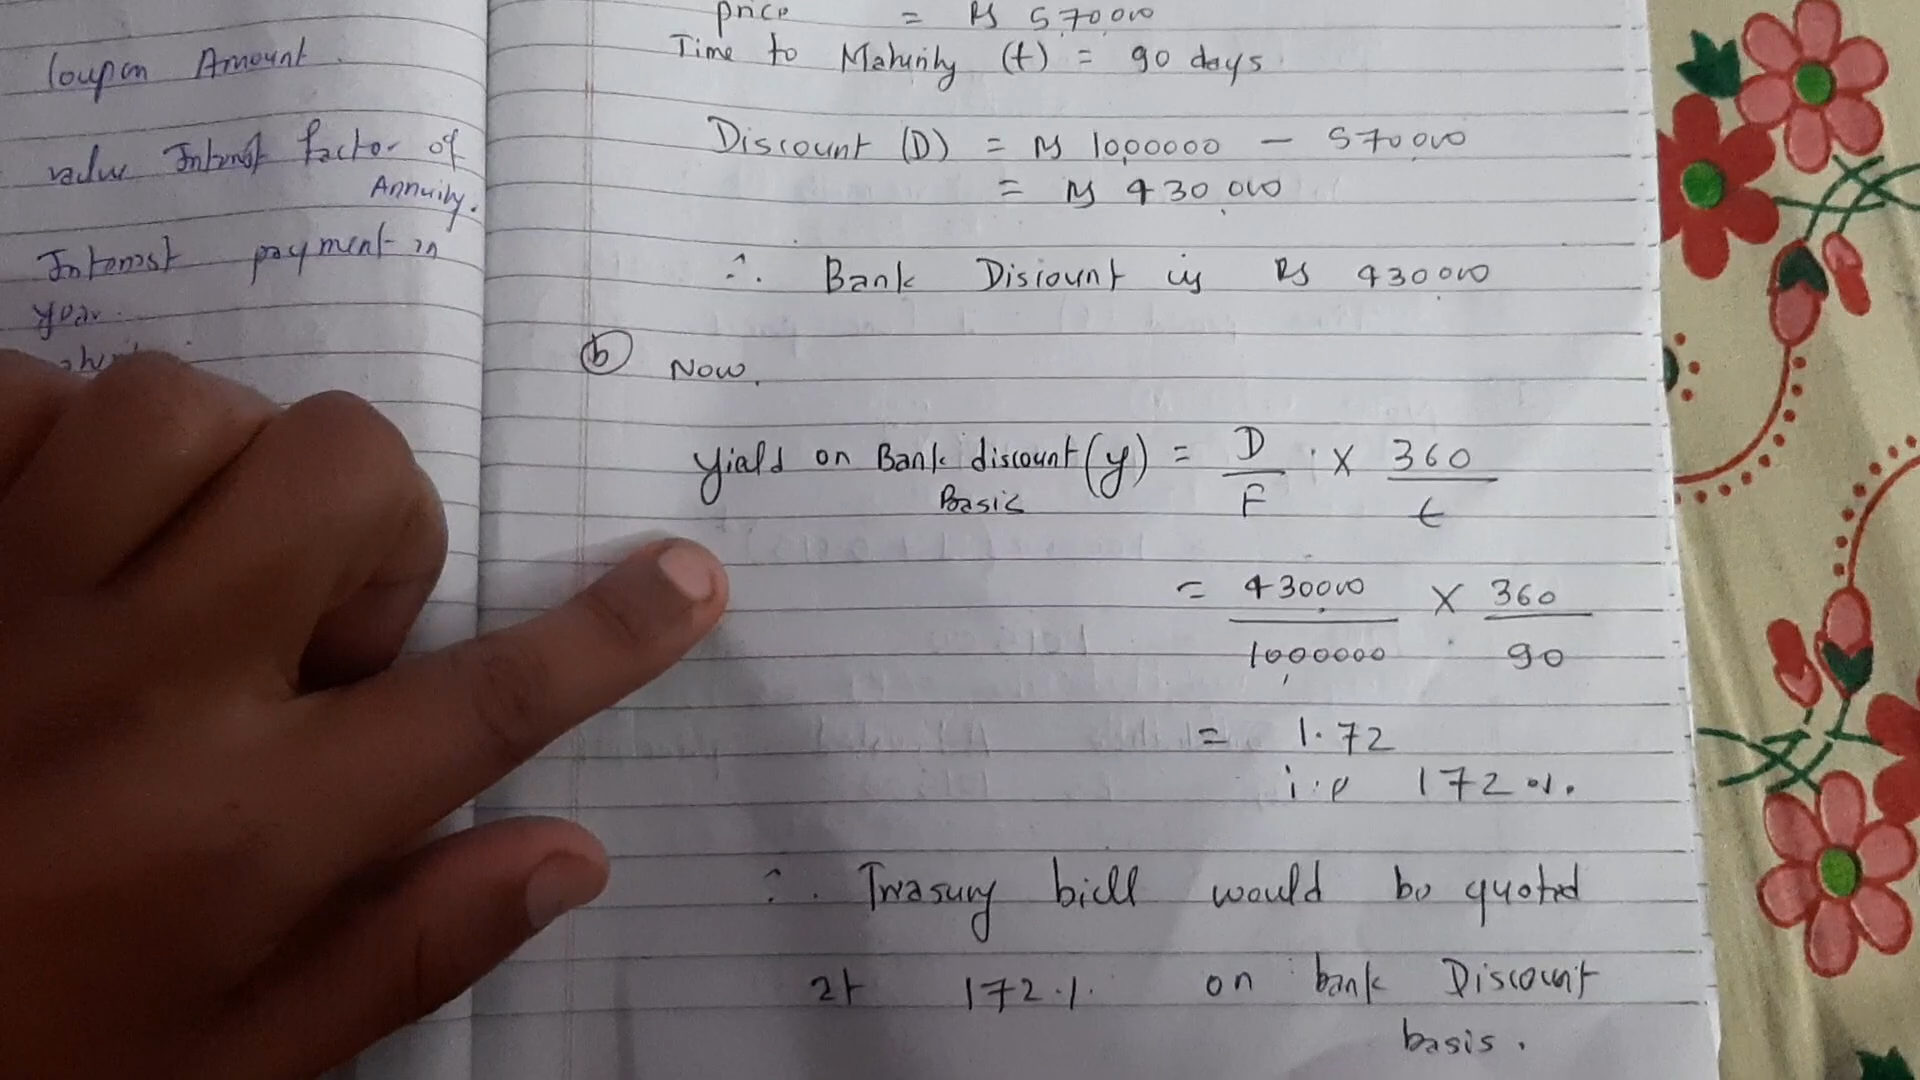 Coupon Amount.
value Interest factor of
Annuity.
Interest payment in
year.
price = Rs 570000
Time to Maturity (t) = 90 days
Discount (D) = Rs 1000000 - 570000
= Rs 430000
∴ Bank Discount is Rs 430000
(b) Now,
Yield on Bank discount (y) = D/F × 360/t
Basis
= 430000/1000000 × 360/90
= 1.72
i.e 172%.
∴ Treasury bill would be quoted
at 172%. on bank Discount
basis.